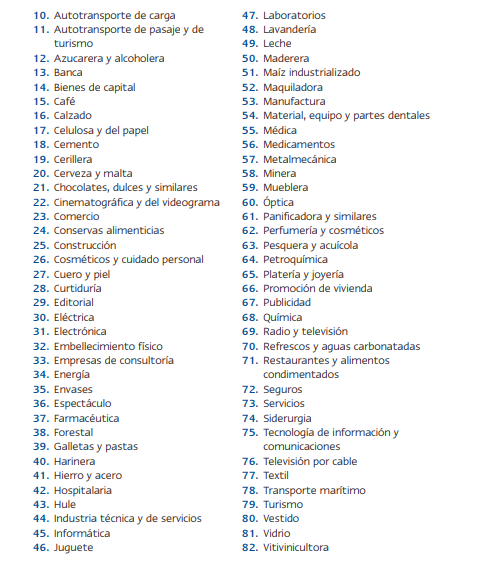 10. Autotransporte de carga
11. Autotransporte de pasaje y de
turismo
12. Azucarera y alcoholera
13. Banca
14. Bienes de capital
15. Café
16. Calzado
17. Celulosa y del papel
18. Cemento
19. Cerillera
20. Cerveza y malta
21. Chocolates, dulces y similares
22. Cinematográfica y del videograma
23. Comercio
24. Conservas alimenticias
25. Construcción
26. Cosméticos y cuidado personal
27. Cuero y piel
28. Curtiduría
29. Editorial
30. Eléctrica
31. Electrónica
32. Embellecimiento físico
33. Empresas de consultoría
34. Energía
35. Envases
36. Espectáculo
37. Farmacéutica
38. Forestal
39. Galletas y pastas
40. Harinera
41. Hierro y acero
42. Hospitalaria
43. Hule
44. Industria técnica y de servicios
45. Informática
46. Juguete
47. Laboratorios
48. Lavandería
49. Leche
50. Maderera
51. Maíz industrializado
52. Maquiladora
53. Manufactura
54. Material, equipo y partes dentales
55. Médica
56. Medicamentos
57. Metalmecánica
58. Minera
59. Mueblera
60. Óptica
61. Panificadora y similares
62. Perfumería y cosméticos
63. Pesquera y acuícola
64. Petroquímica
65. Platería y joyería
66. Promoción de vivienda
67. Publicidad
68. Química
69. Radio y televisión
70. Refrescos y aguas carbonatadas
71. Restaurantes y alimentos
condimentados
72. Seguros
73. Servicios
74. Siderurgia
75. Tecnología de información y
comunicaciones
76. Televisión por cable
77. Textil
78. Transporte marítimo
79. Turismo
80. Vestido
81. Vidrio
82. Vitivinicultora